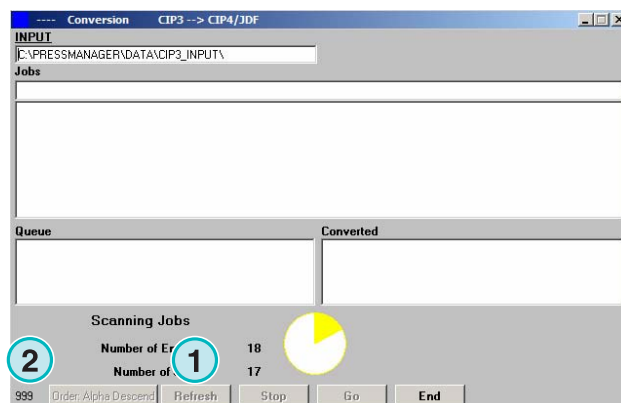 ---- Conversion CIP3 --> CIP4/JDF
INPUT
C:\PRESSMANAGER\DATA\CIP3_INPUT\
Jobs
Queue Converted
Scanning Jobs
Number of 18
Number of 17
2 1
999 Order: Alpha Descend Refresh Stop Go End